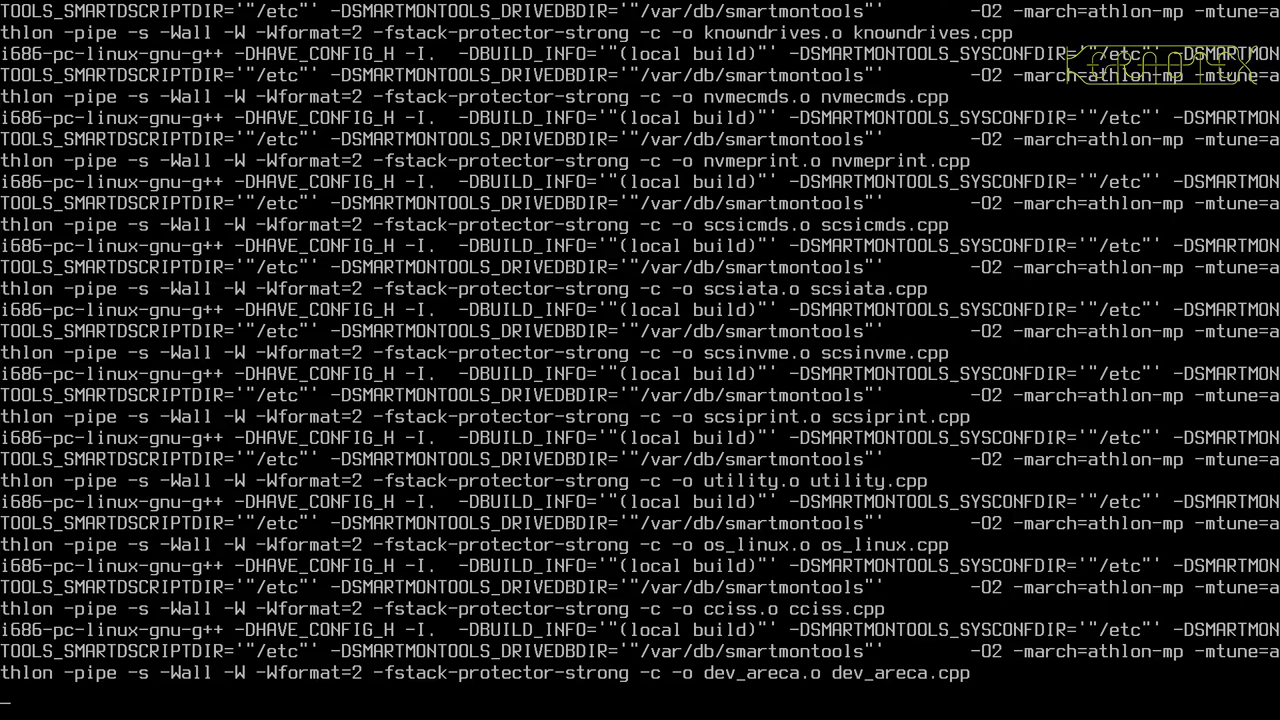 TOOLS_SMARTDSCRIPTDIR='"/etc"' -DSMARTMONTOOLS_DRIVEDBDIR='"/var/db/smartmontools"'        -O2 -march=athlon-mp -mtune=a
thlon -pipe -s -Wall -W -Wformat=2 -fstack-protector-strong -c -o knowndrives.o knowndrives.cpp
i686-pc-linux-gnu-g++ -DHAVE_CONFIG_H -I.  -DBUILD_INFO='"(local build)"' -DSMARTMONTOOLS_SYSCONFDIR='"/etc"' -DSMARTMON
TOOLS_SMARTDSCRIPTDIR='"/etc"' -DSMARTMONTOOLS_DRIVEDBDIR='"/var/db/smartmontools"'        -O2 -march=athlon-mp -mtune=a
thlon -pipe -s -Wall -W -Wformat=2 -fstack-protector-strong -c -o nvmecmds.o nvmecmds.cpp
i686-pc-linux-gnu-g++ -DHAVE_CONFIG_H -I.  -DBUILD_INFO='"(local build)"' -DSMARTMONTOOLS_SYSCONFDIR='"/etc"' -DSMARTMON
TOOLS_SMARTDSCRIPTDIR='"/etc"' -DSMARTMONTOOLS_DRIVEDBDIR='"/var/db/smartmontools"'        -O2 -march=athlon-mp -mtune=a
thlon -pipe -s -Wall -W -Wformat=2 -fstack-protector-strong -c -o nvmeprint.o nvmeprint.cpp
i686-pc-linux-gnu-g++ -DHAVE_CONFIG_H -I.  -DBUILD_INFO='"(local build)"' -DSMARTMONTOOLS_SYSCONFDIR='"/etc"' -DSMARTMON
TOOLS_SMARTDSCRIPTDIR='"/etc"' -DSMARTMONTOOLS_DRIVEDBDIR='"/var/db/smartmontools"'        -O2 -march=athlon-mp -mtune=a
thlon -pipe -s -Wall -W -Wformat=2 -fstack-protector-strong -c -o scsicmds.o scsicmds.cpp
i686-pc-linux-gnu-g++ -DHAVE_CONFIG_H -I.  -DBUILD_INFO='"(local build)"' -DSMARTMONTOOLS_SYSCONFDIR='"/etc"' -DSMARTMON
TOOLS_SMARTDSCRIPTDIR='"/etc"' -DSMARTMONTOOLS_DRIVEDBDIR='"/var/db/smartmontools"'        -O2 -march=athlon-mp -mtune=a
thlon -pipe -s -Wall -W -Wformat=2 -fstack-protector-strong -c -o scsiata.o scsiata.cpp
i686-pc-linux-gnu-g++ -DHAVE_CONFIG_H -I.  -DBUILD_INFO='"(local build)"' -DSMARTMONTOOLS_SYSCONFDIR='"/etc"' -DSMARTMON
TOOLS_SMARTDSCRIPTDIR='"/etc"' -DSMARTMONTOOLS_DRIVEDBDIR='"/var/db/smartmontools"'        -O2 -march=athlon-mp -mtune=a
thlon -pipe -s -Wall -W -Wformat=2 -fstack-protector-strong -c -o scsinvme.o scsinvme.cpp
i686-pc-linux-gnu-g++ -DHAVE_CONFIG_H -I.  -DBUILD_INFO='"(local build)"' -DSMARTMONTOOLS_SYSCONFDIR='"/etc"' -DSMARTMON
TOOLS_SMARTDSCRIPTDIR='"/etc"' -DSMARTMONTOOLS_DRIVEDBDIR='"/var/db/smartmontools"'        -O2 -march=athlon-mp -mtune=a
thlon -pipe -s -Wall -W -Wformat=2 -fstack-protector-strong -c -o scsiprint.o scsiprint.cpp
i686-pc-linux-gnu-g++ -DHAVE_CONFIG_H -I.  -DBUILD_INFO='"(local build)"' -DSMARTMONTOOLS_SYSCONFDIR='"/etc"' -DSMARTMON
TOOLS_SMARTDSCRIPTDIR='"/etc"' -DSMARTMONTOOLS_DRIVEDBDIR='"/var/db/smartmontools"'        -O2 -march=athlon-mp -mtune=a
thlon -pipe -s -Wall -W -Wformat=2 -fstack-protector-strong -c -o utility.o utility.cpp
i686-pc-linux-gnu-g++ -DHAVE_CONFIG_H -I.  -DBUILD_INFO='"(local build)"' -DSMARTMONTOOLS_SYSCONFDIR='"/etc"' -DSMARTMON
TOOLS_SMARTDSCRIPTDIR='"/etc"' -DSMARTMONTOOLS_DRIVEDBDIR='"/var/db/smartmontools"'        -O2 -march=athlon-mp -mtune=a
thlon -pipe -s -Wall -W -Wformat=2 -fstack-protector-strong -c -o os_linux.o os_linux.cpp
i686-pc-linux-gnu-g++ -DHAVE_CONFIG_H -I.  -DBUILD_INFO='"(local build)"' -DSMARTMONTOOLS_SYSCONFDIR='"/etc"' -DSMARTMON
TOOLS_SMARTDSCRIPTDIR='"/etc"' -DSMARTMONTOOLS_DRIVEDBDIR='"/var/db/smartmontools"'        -O2 -march=athlon-mp -mtune=a
thlon -pipe -s -Wall -W -Wformat=2 -fstack-protector-strong -c -o cciss.o cciss.cpp
i686-pc-linux-gnu-g++ -DHAVE_CONFIG_H -I.  -DBUILD_INFO='"(local build)"' -DSMARTMONTOOLS_SYSCONFDIR='"/etc"' -DSMARTMON
TOOLS_SMARTDSCRIPTDIR='"/etc"' -DSMARTMONTOOLS_DRIVEDBDIR='"/var/db/smartmontools"'        -O2 -march=athlon-mp -mtune=a
thlon -pipe -s -Wall -W -Wformat=2 -fstack-protector-strong -c -o dev_areca.o dev_areca.cpp
_